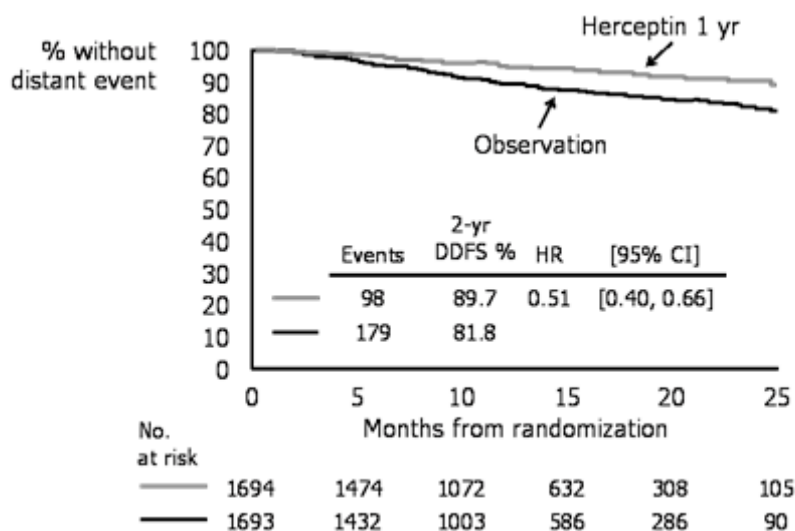 Herceptin 1 yr
% without
distant event
100
90
80
70
60
50
40
30
20
10
0
Observation
2-yr
Events DDFS % HR [95% CI]
98 89.7 0.51 [0.40, 0.66]
179 81.8
0 5 10 15 20 25
Months from randomization
No.
at risk
1694 1474 1072 632 308 105
1693 1432 1003 586 286 90